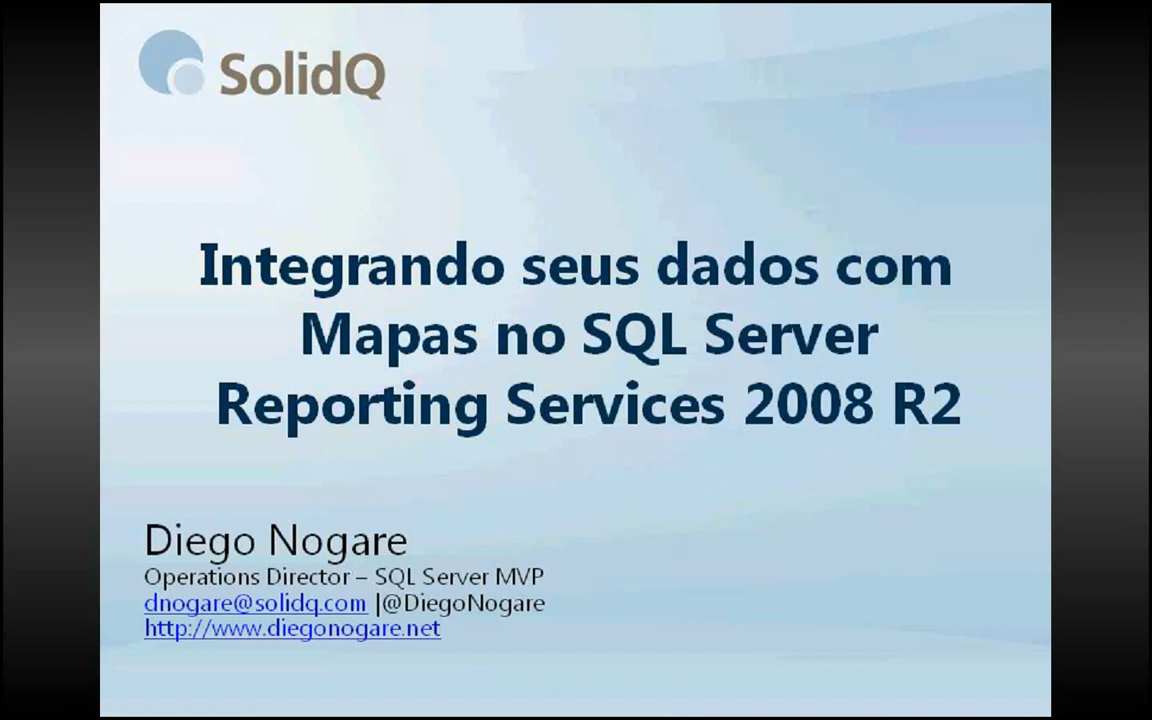 SolidQ
Integrando seus dados com
Mapas no SQL Server
Reporting Services 2008 R2
Diego Nogare
Operations Director – SQL Server MVP
dnogare@solidq.com |@DiegoNogare
http://www.diegonogare.net